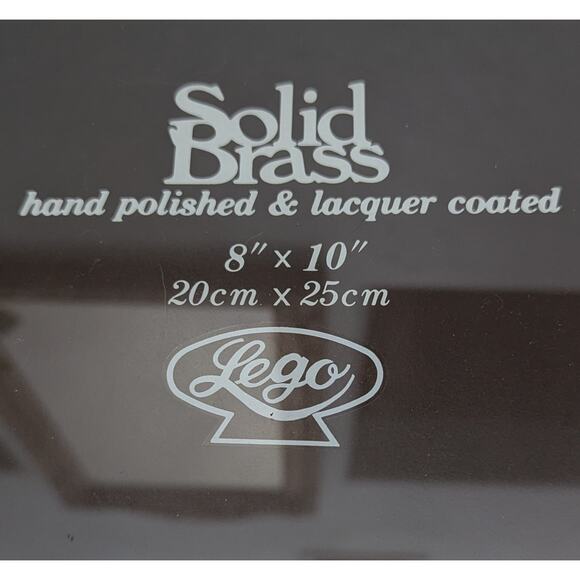 Solid
Brass
hand polished & lacquer coated
8" x 10"
20cm x 25cm
Lego